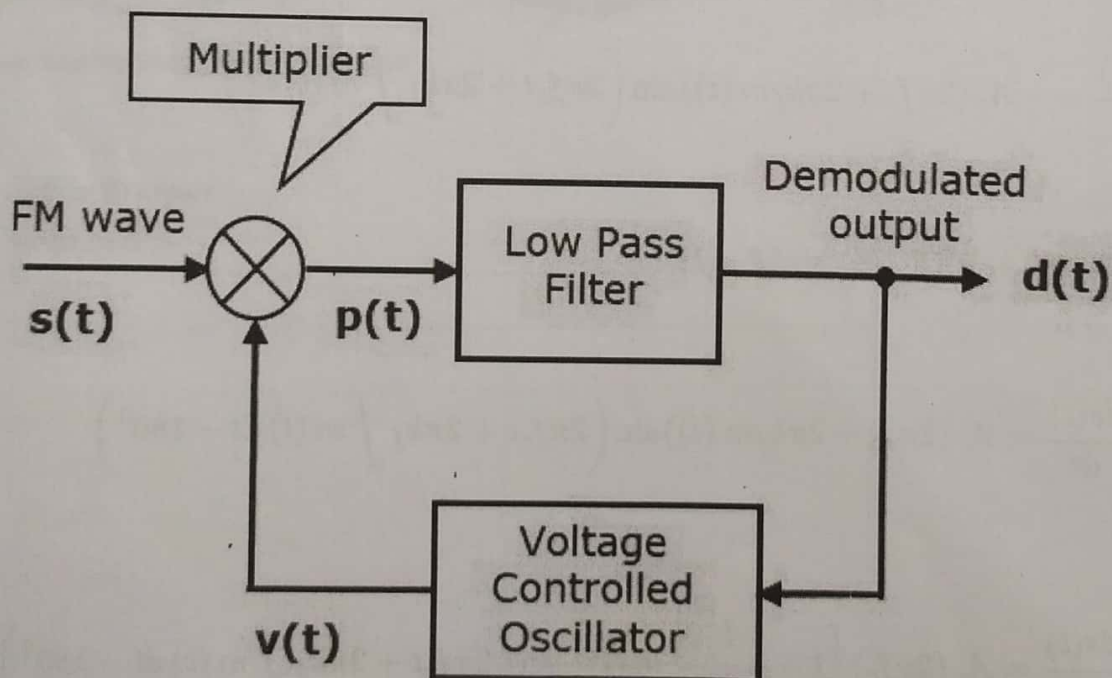 Multiplier
FM wave
s(t)
p(t)
Low Pass
Filter
Demodulated
output
d(t)
Voltage
Controlled
Oscillator
v(t)